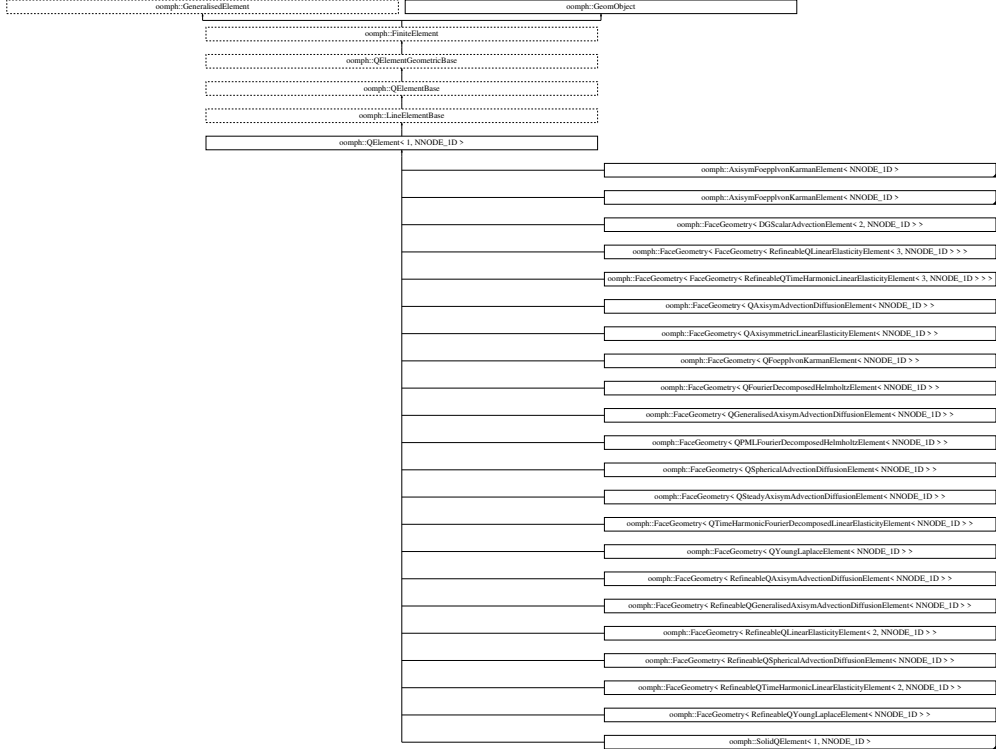 oomph::GeneralisedElement
oomph::GeomObject
oomph::FiniteElement
oomph::QElementGeometricBase
oomph::QElementBase
oomph::LineElementBase
oomph::QElement< 1, NNODE_1D >
oomph::AxisymFoepplvonKarmanElement< NNODE_1D >
oomph::AxisymFoepplvonKarmanElement< NNODE_1D >
oomph::FaceGeometry< DGScalarAdvectionElement< 2, NNODE_1D > >
oomph::FaceGeometry< FaceGeometry< RefineableQLinearElasticityElement< 3, NNODE_1D > > >
oomph::FaceGeometry< FaceGeometry< RefineableQTimeHarmonicLinearElasticityElement< 3, NNODE_1D > > >
oomph::FaceGeometry< QAxisymAdvectionDiffusionElement< NNODE_1D > >
oomph::FaceGeometry< QAxisymmetricLinearElasticityElement< NNODE_1D > >
oomph::FaceGeometry< QFoepplvonKarmanElement< NNODE_1D > >
oomph::FaceGeometry< QFourierDecomposedHelmholtzElement< NNODE_1D > >
oomph::FaceGeometry< QGeneralisedAxisymAdvectionDiffusionElement< NNODE_1D > >
oomph::FaceGeometry< QPMLFourierDecomposedHelmholtzElement< NNODE_1D > >
oomph::FaceGeometry< QSphericalAdvectionDiffusionElement< NNODE_1D > >
oomph::FaceGeometry< QSteadyAxisymAdvectionDiffusionElement< NNODE_1D > >
oomph::FaceGeometry< QTimeHarmonicFourierDecomposedLinearElasticityElement< NNODE_1D > >
oomph::FaceGeometry< QYoungLaplaceElement< NNODE_1D > >
oomph::FaceGeometry< RefineableQAxisymAdvectionDiffusionElement< NNODE_1D > >
oomph::FaceGeometry< RefineableQGeneralisedAxisymAdvectionDiffusionElement< NNODE_1D > >
oomph::FaceGeometry< RefineableQLinearElasticityElement< 2, NNODE_1D > >
oomph::FaceGeometry< RefineableQSphericalAdvectionDiffusionElement< NNODE_1D > >
oomph::FaceGeometry< RefineableQTimeHarmonicLinearElasticityElement< 2, NNODE_1D > >
oomph::FaceGeometry< RefineableQYoungLaplaceElement< NNODE_1D > >
oomph::SolidQElement< 1, NNODE_1D >